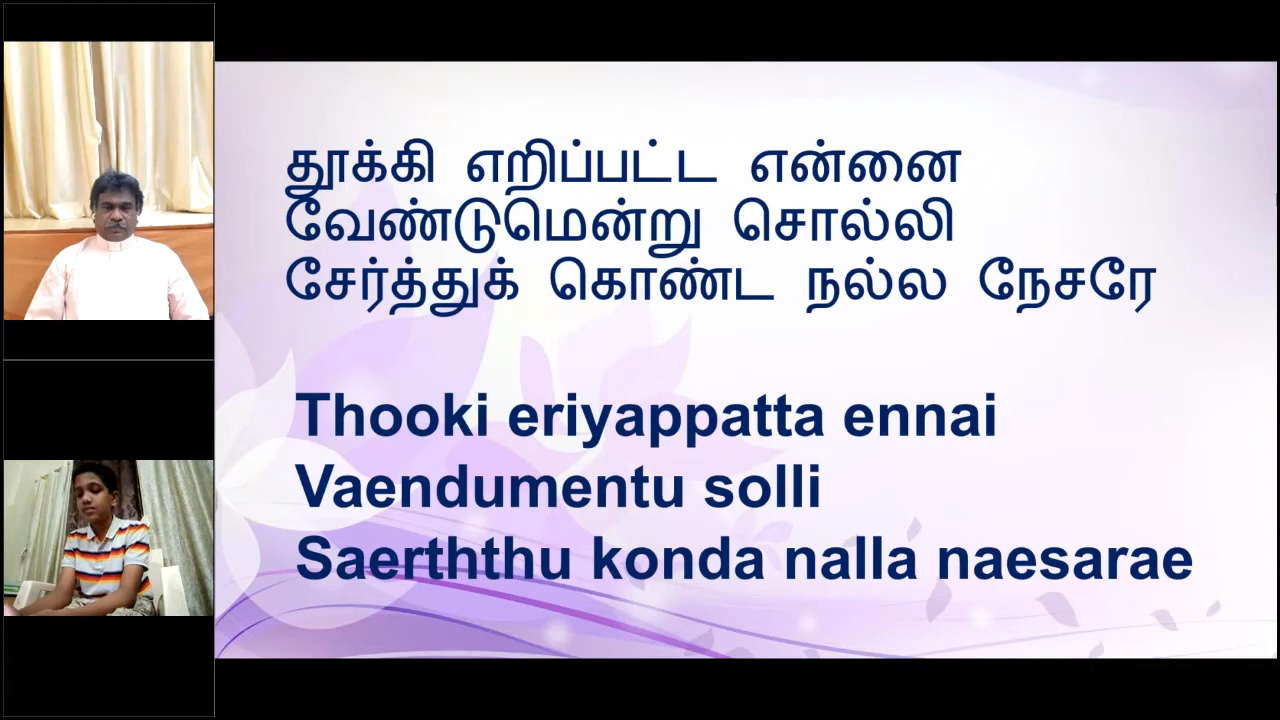 தூக்கி எறிப்பட்ட என்னை
வேண்டுமென்று சொல்லி
சேர்த்துக் கொண்ட நல்ல நேசரே
Thooki eriyappatta ennai
Vaendumentu solli
Saerththu konda nalla naesarae